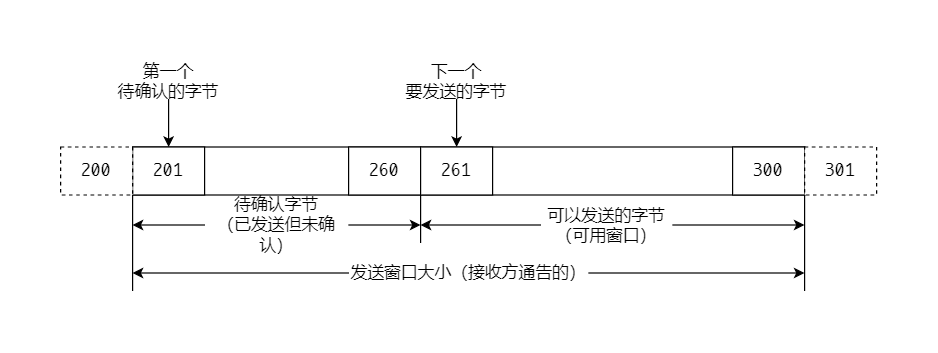 第一个
待确认的字节
下一个
要发送的字节
200 201 260 261 300 301
待确认字节
（已发送但未确
认）
可以发送的字节
（可用窗口）
发送窗口大小（接收方通告的）